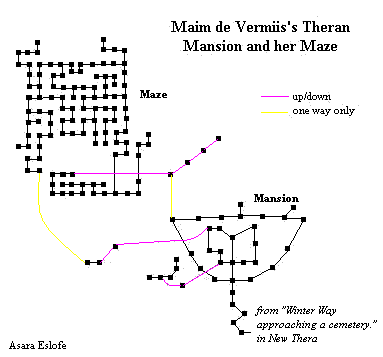 Maim de Vermiis's Theran
Mansion and her Maze
Maze
up/down
one way only
Mansion
from "Winter Way
approaching a cemetery."
in New Thera
Asara Eslofe